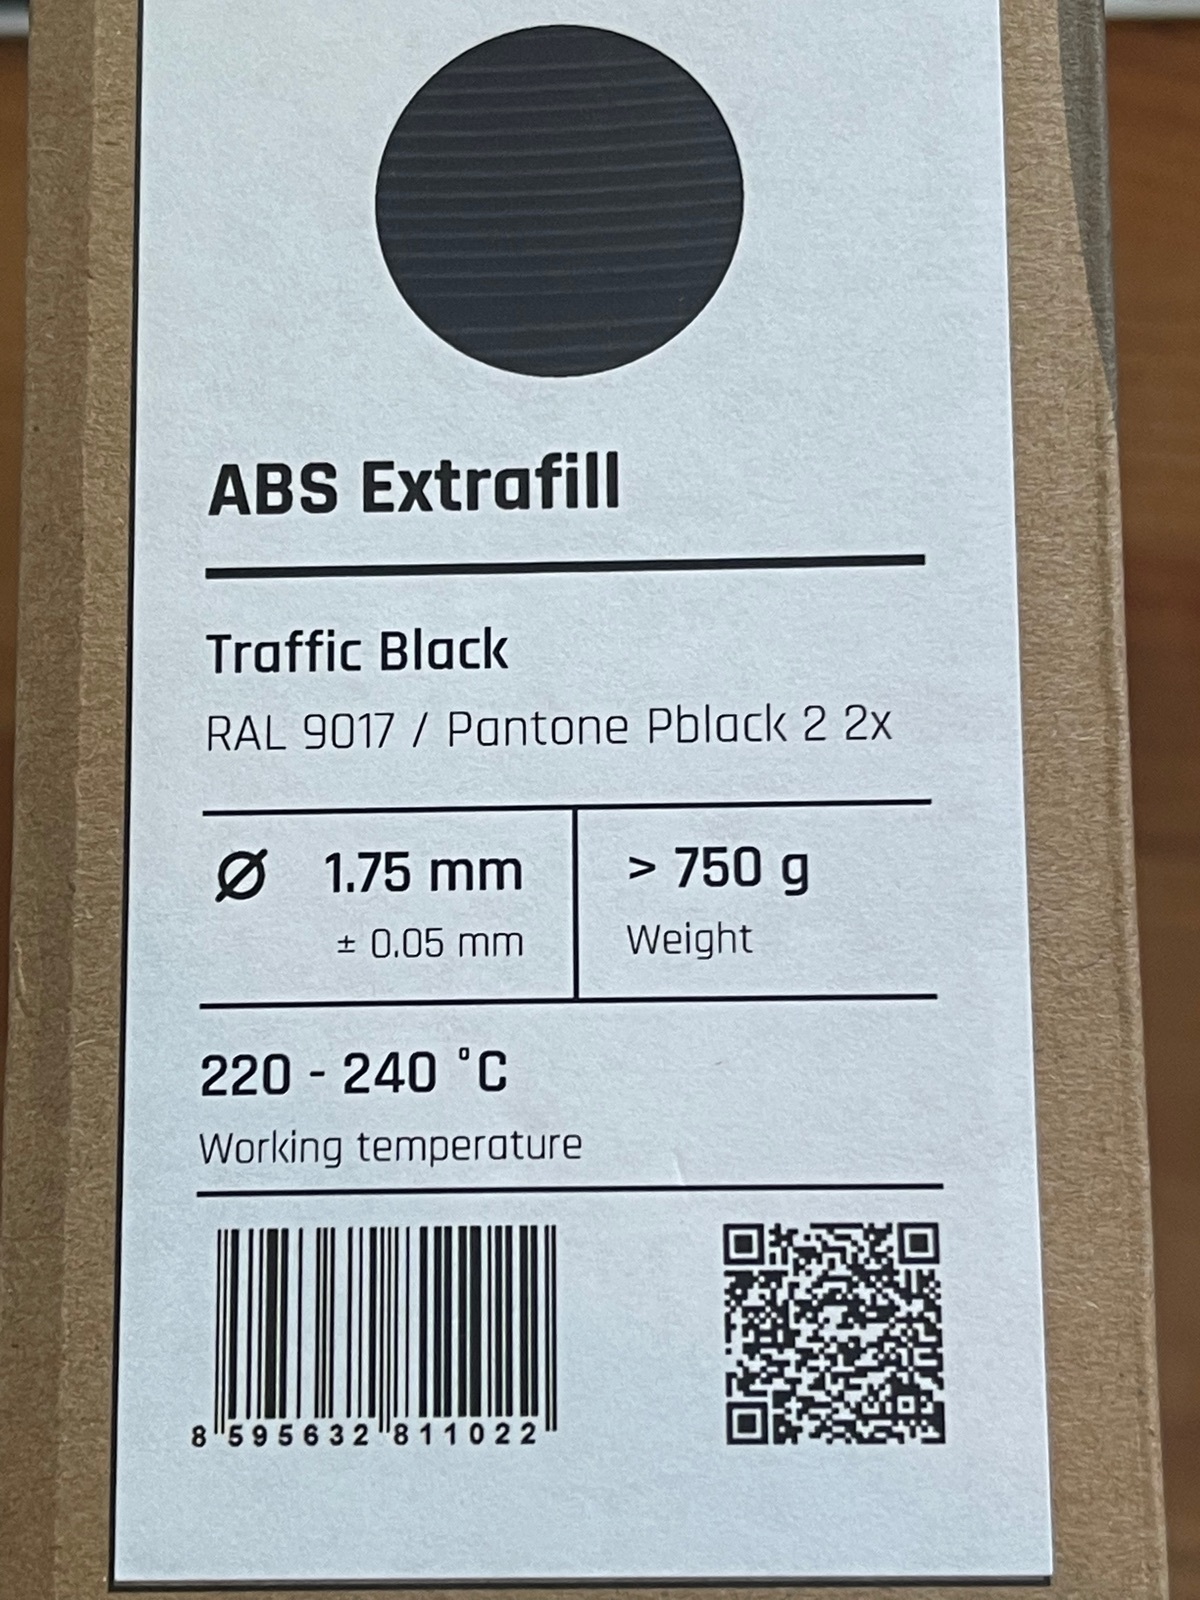 ABS Extrafill
Traffic Black
RAL 9017 / Pantone Pblack 2 2x
Ø 1.75 mm
± 0.05 mm
> 750 g
Weight
220 - 240 °C
Working temperature
8 595632 811022